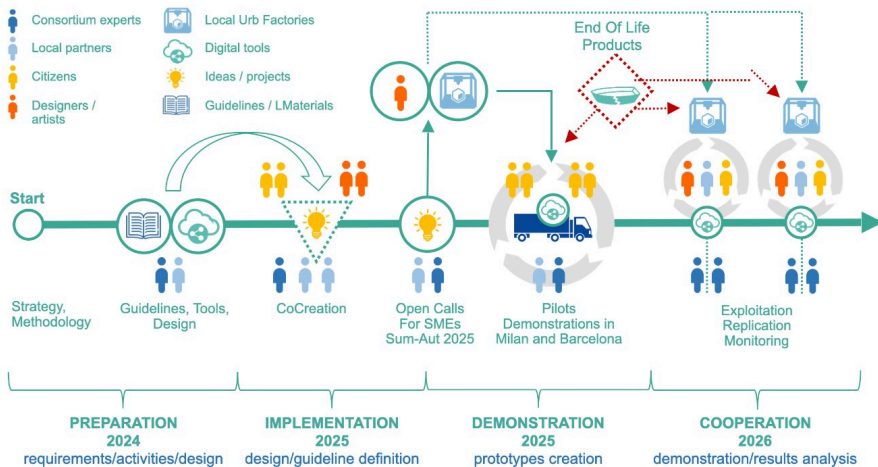 Consortium experts
Local partners
Citizens
Designers /
artists
Local Urb Factories
Digital tools
Ideas / projects
Guidelines / LMaterials
End Of Life
Products
Start
Strategy,
Methodology
Guidelines, Tools,
Design
CoCreation
Open Calls
For SMEs
Sum-Aut 2025
Pilots
Demonstrations in
Milan and Barcelona
Exploitation
Replication
Monitoring
PREPARATION
2024
requirements/activities/design
IMPLEMENTATION
2025
design/guideline definition
DEMONSTRATION
2025
prototypes creation
COOPERATION
2026
demonstration/results analysis